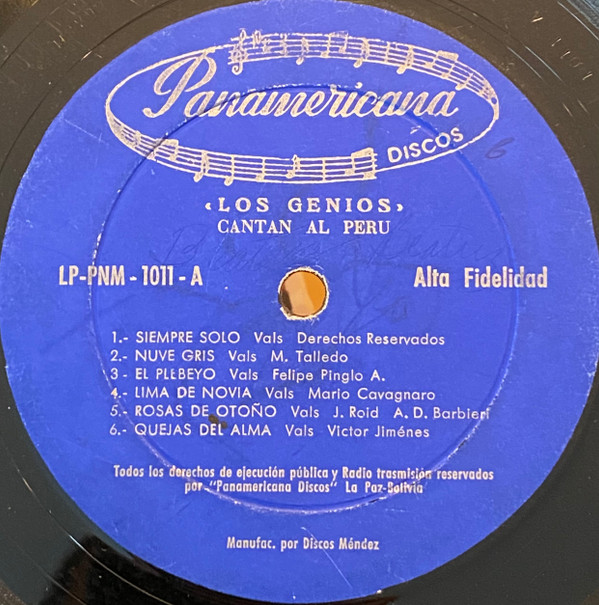 Panamericana
DISCOS
«LOS GENIOS»
CANTAN AL PERU
LP-PNM - 1011 - A
Alta Fidelidad
1.- SIEMPRE SOLO Vals Derechos Reservados
2.- NUVE GRIS Vals M. Talledo
3 - EL PLEBEYO Vals Felipe Pinglo A.
4.- LIMA DE NOVIA Vals Mario Cavagnaro
5.- ROSAS DE OTOÑO Vals J. Roid A. D. Barbieri
6.- QUEJAS DEL ALMA Vals Victor Jiménes
Todos los derechos de ejecución pública y Radio trasmisión reservados
por "Panamericana Discos" La Paz-Bolivia
Manufac. por Discos Méndez